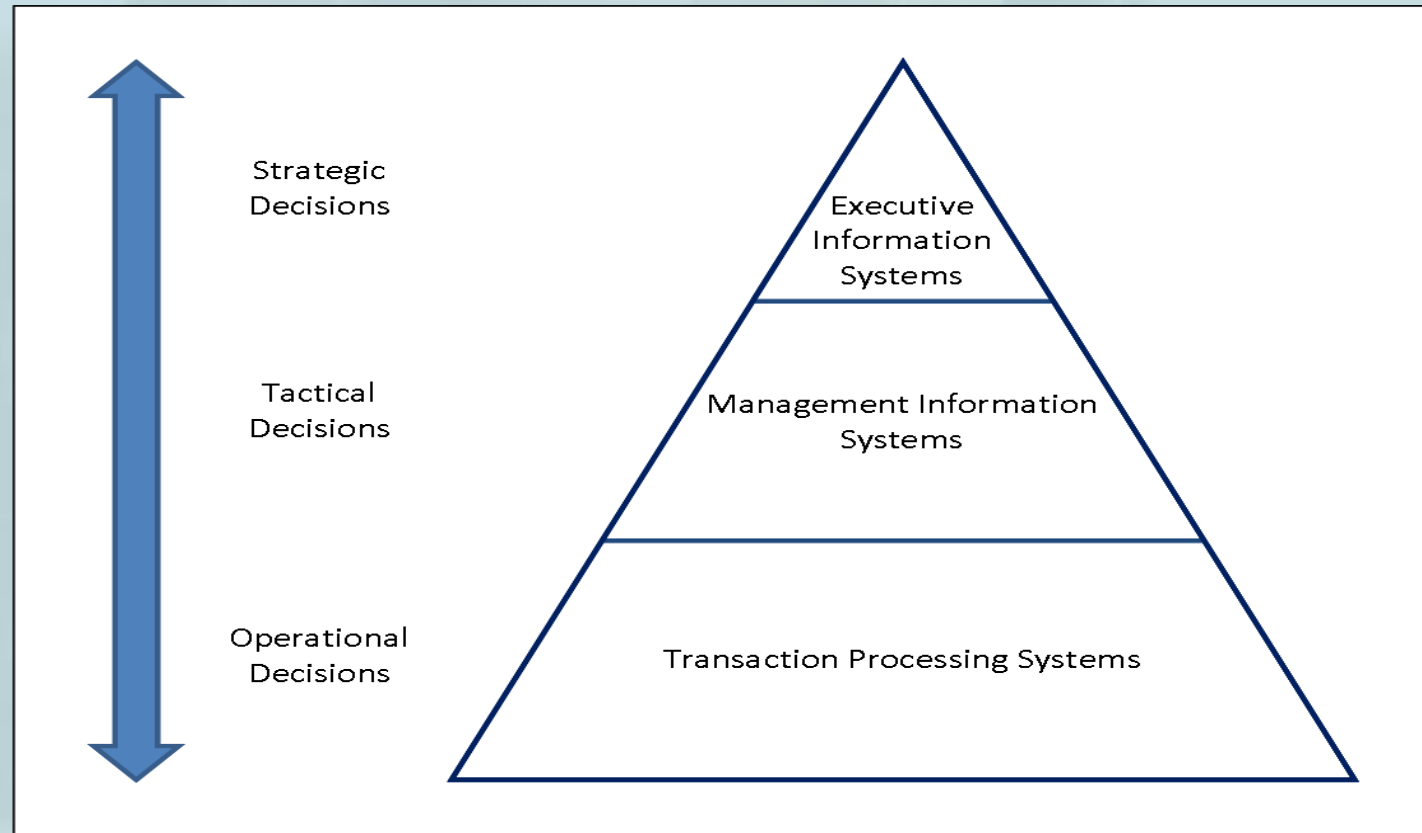 Strategic
Decisions
Executive
Information
Systems
Tactical
Decisions
Management Information
Systems
Operational
Decisions
Transaction Processing Systems